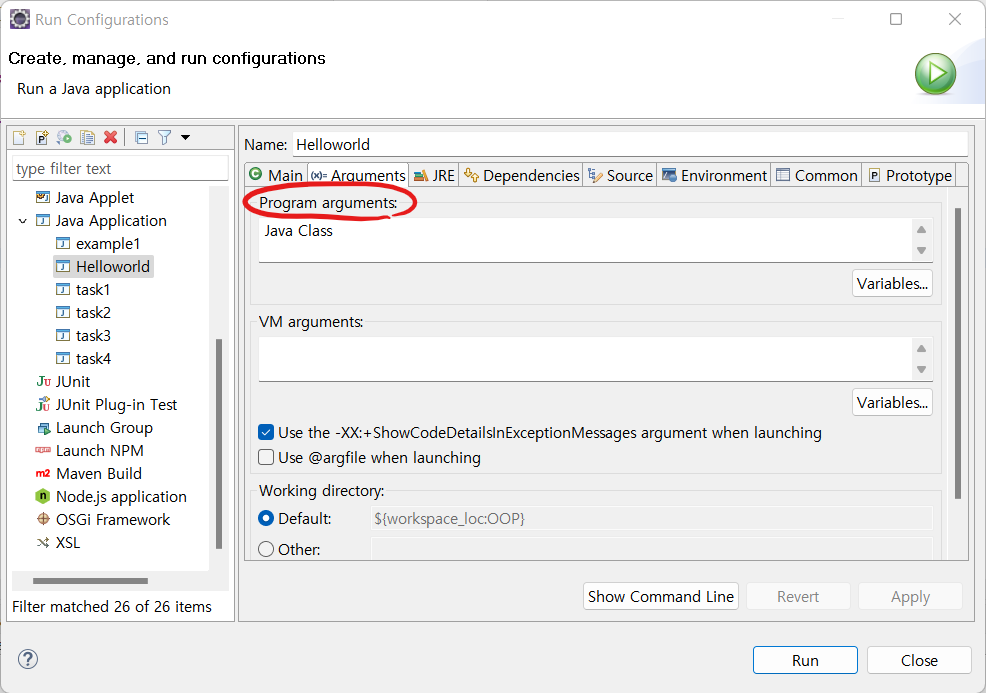 Run Configurations
Create, manage, and run configurations
Run a Java application
type filter text
Java Applet
Java Application
example1
Helloworld
task1
task2
task3
task4
JUnit
JUnit Plug-in Test
Launch Group
Launch NPM
Maven Build
Node.js application
OSGi Framework
XSL
Filter matched 26 of 26 items
Name: Helloworld
Main (x)= Arguments JRE Dependencies Source Environment Common Prototype
Program arguments:
Java Class
Variables...
VM arguments:
Variables...
Use the -XX:+ShowCodeDetailsInExceptionMessages argument when launching
Use @argfile when launching
Working directory:
Default: ${workspace_loc:OOP}
Other:
Show Command Line Revert Apply
Run Close